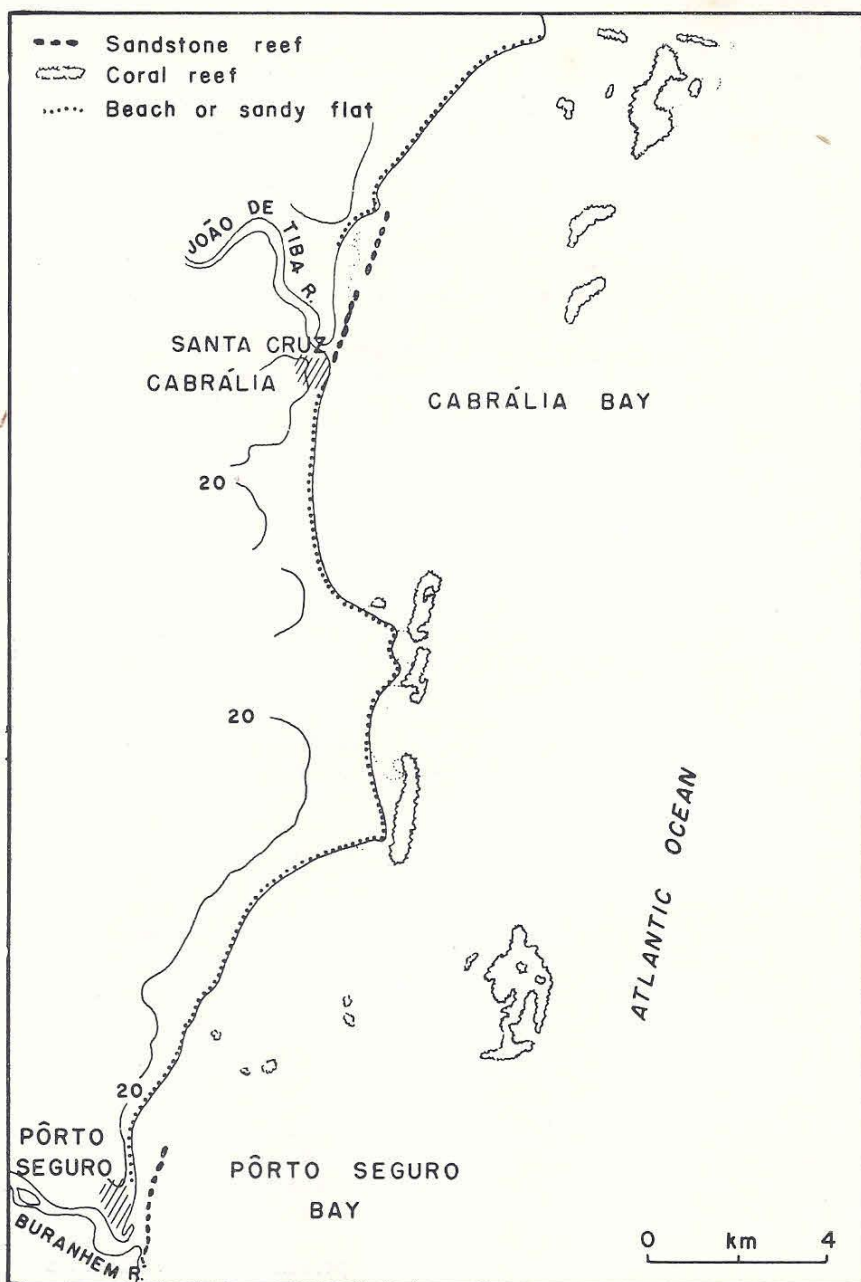 Sandstone reef
Coral reef
Beach or sandy flat
JOÃO DE TIBA R.
SANTA CRUZ
CABRÁLIA
CABRÁLIA BAY
20
20
ATLANTIC OCEAN
20
PÔRTO
SEGURO
PÔRTO SEGURO
BAY
BURANHEM R.
0 km 4